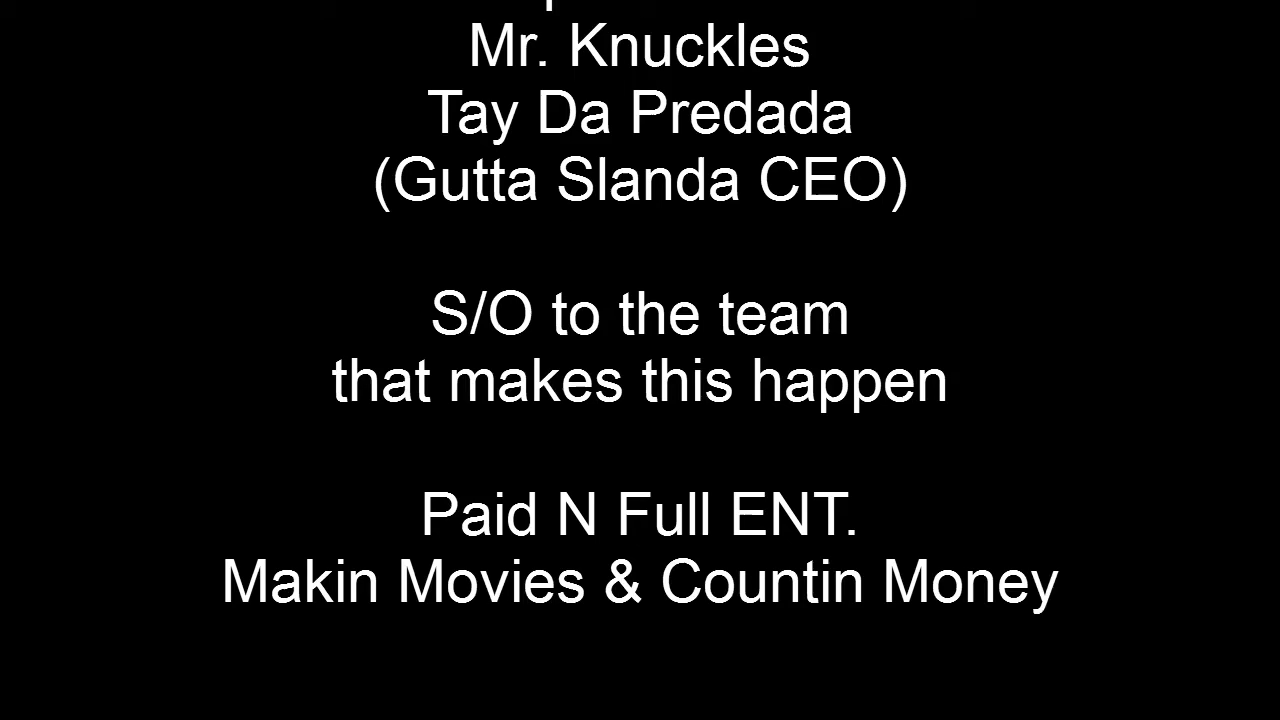 Mr. Knuckles
Tay Da Predada
(Gutta Slanda CEO)
S/O to the team
that makes this happen
Paid N Full ENT.
Makin Movies & Countin Money